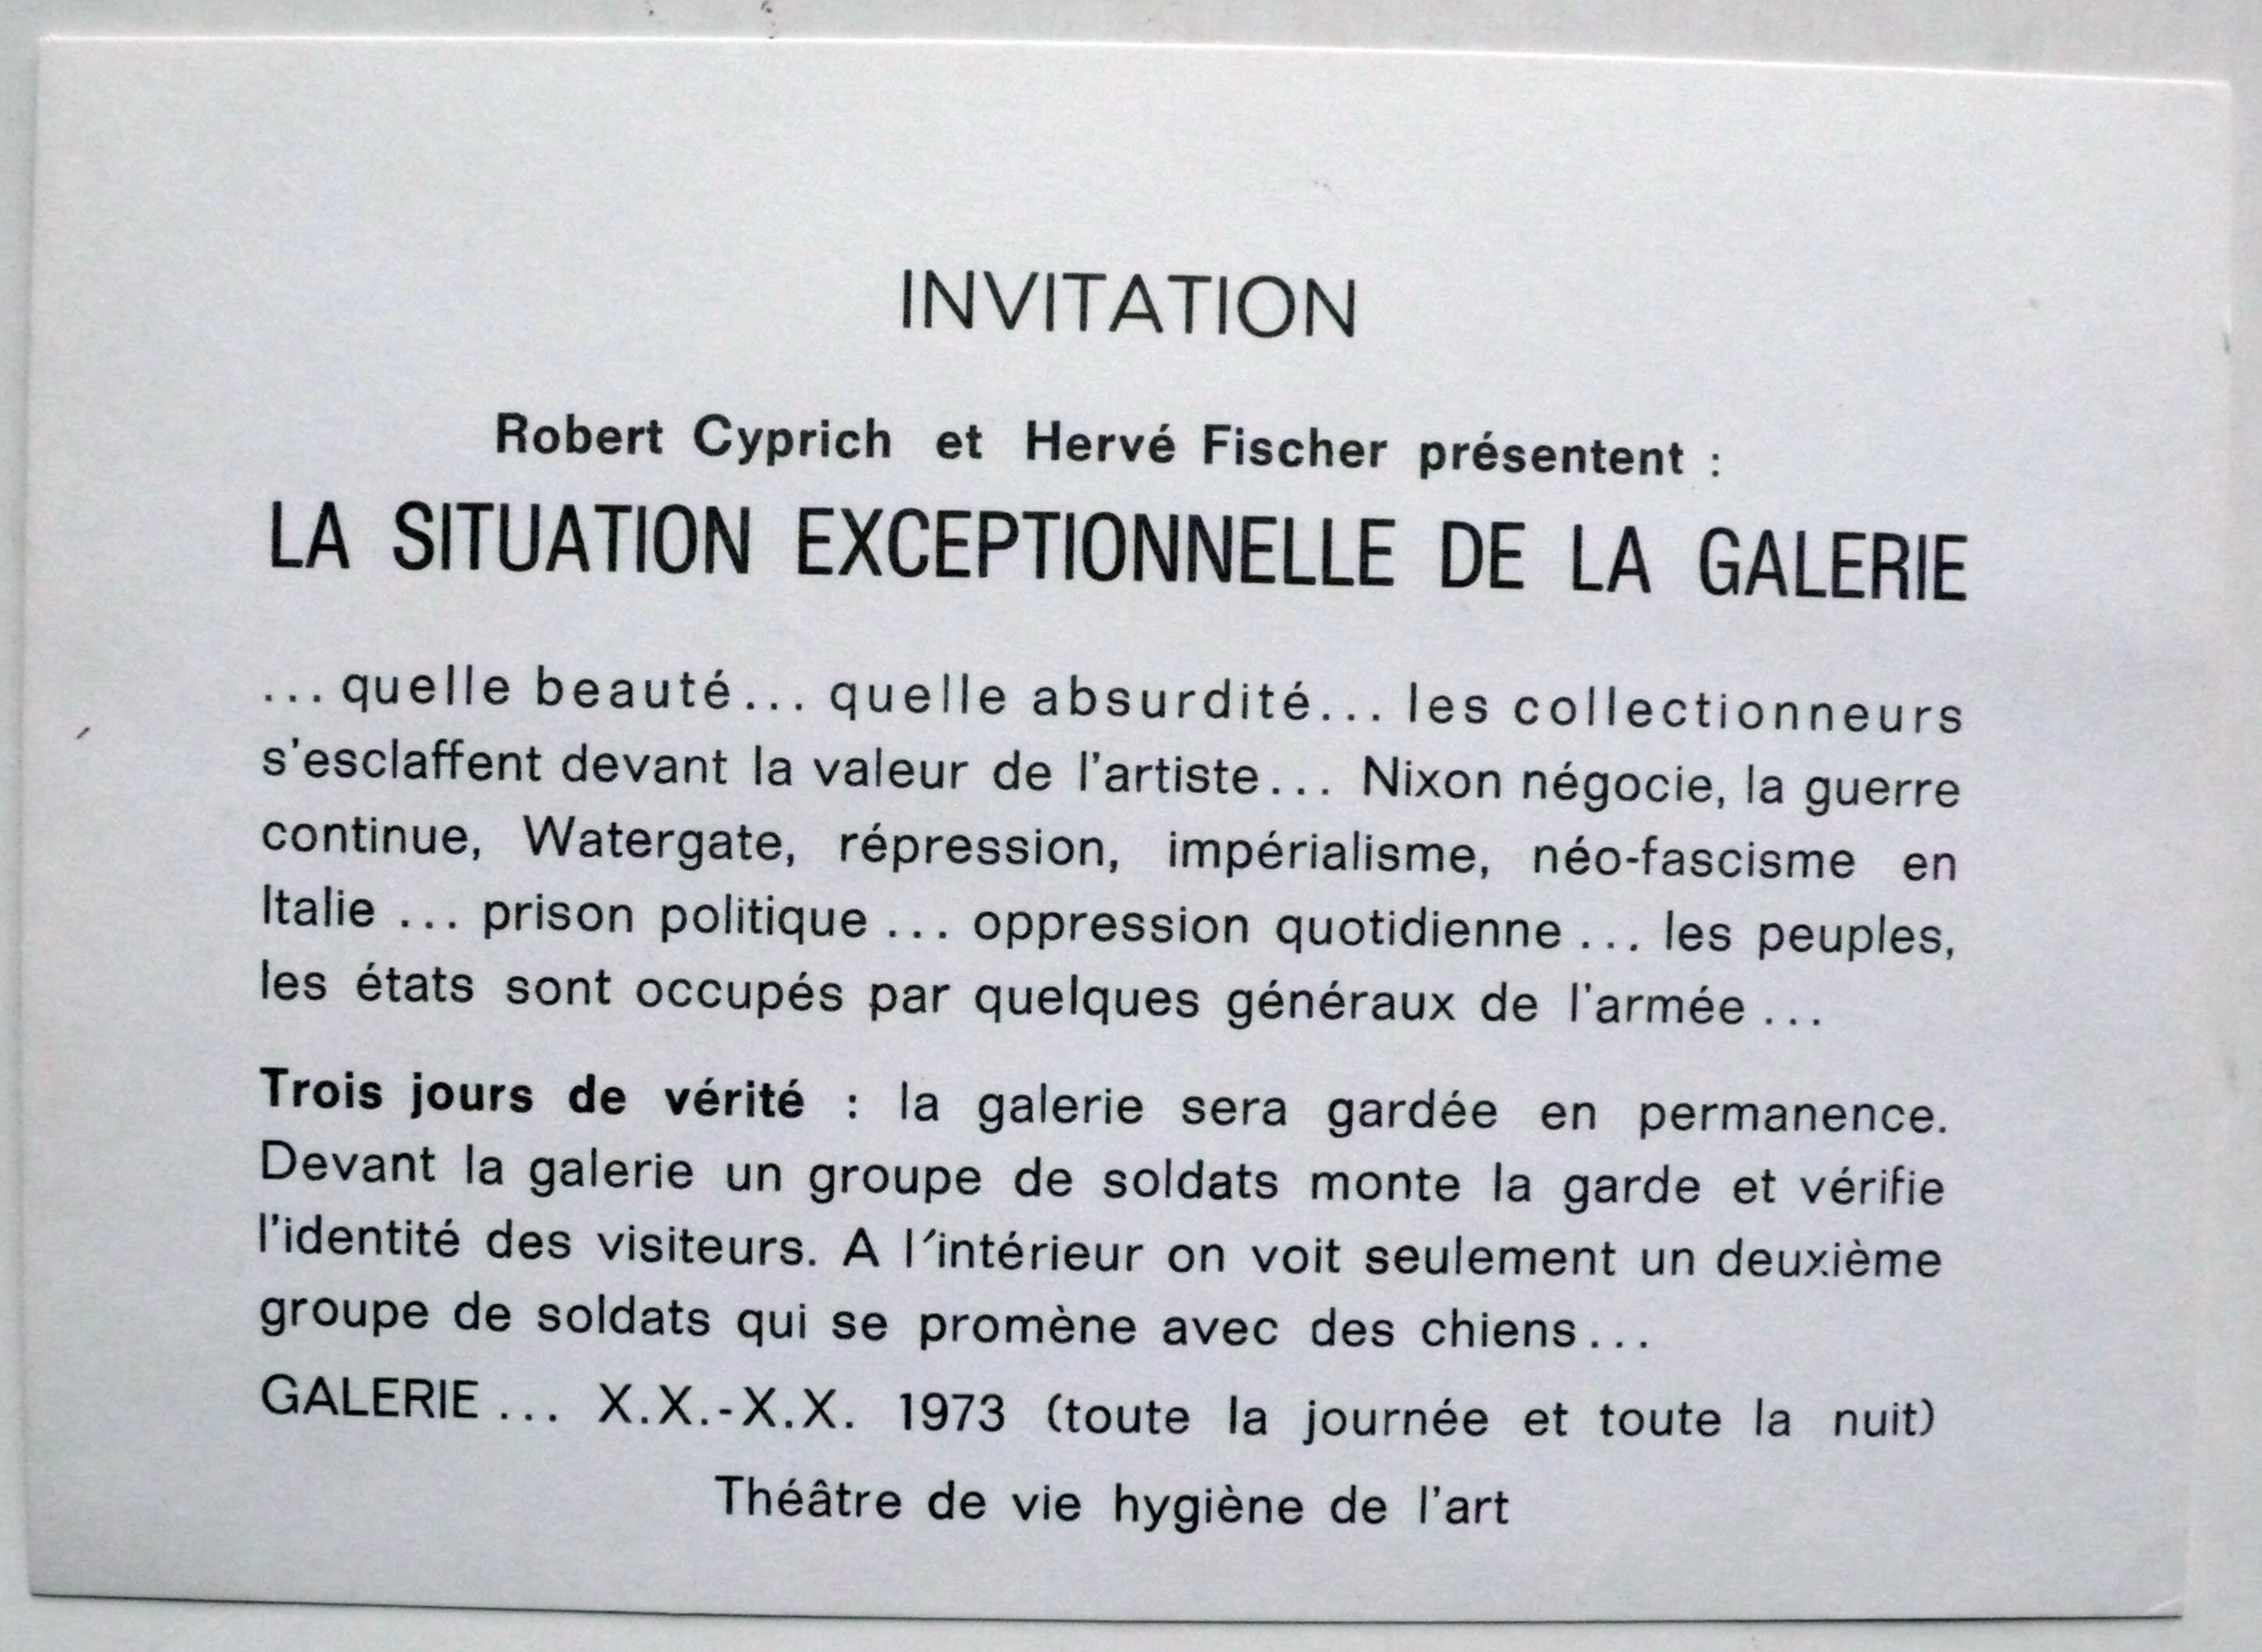 INVITATION
Robert Cyprich et Hervé Fischer présentent :
LA SITUATION EXCEPTIONNELLE DE LA GALERIE
... quelle beauté... quelle absurdité... les collectionneurs
s'esclaffent devant la valeur de l'artiste... Nixon négocie, la guerre
continue, Watergate, répression, impérialisme, néo-fascisme en
Italie ... prison politique ... oppression quotidienne ... les peuples,
les états sont occupés par quelques généraux de l'armée ...
Trois jours de vérité : la galerie sera gardée en permanence.
Devant la galerie un groupe de soldats monte la garde et vérifie
l'identité des visiteurs. A l'intérieur on voit seulement un deuxième
groupe de soldats qui se promène avec des chiens...
GALERIE ... X.X.-X.X. 1973 (toute la journée et toute la nuit)
Théâtre de vie hygiène de l'art